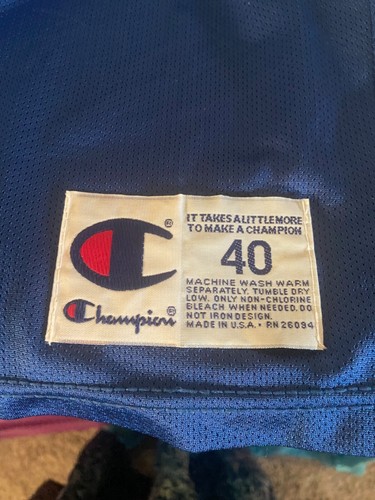 IT TAKES A LITTLE MORE
TO MAKE A CHAMPION®
40
MACHINE WASH WARM
SEPARATELY. TUMBLE DRY
LOW. ONLY NON-CHLORINE
BLEACH WHEN NEEDED. DO
NOT IRON DESIGN.
MADE IN U.S.A. • RN 26094
®
Champion®